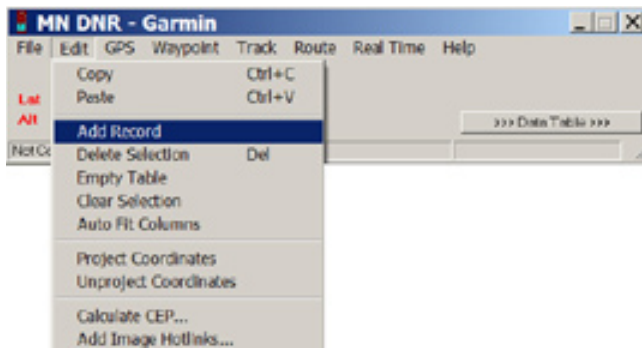 MN DNR - Garmin
File Edit GPS Waypoint Track Route Real Time Help
Copy Ctrl+C
Paste Ctrl+V
Lat
Alt
Add Record
>>> Data Table >>>
Not Co
Delete Selection Del
Empty Table
Clear Selection
Auto Fit Columns
Project Coordinates
Unproject Coordinates
Calculate CEP...
Add Image Hotlinks...